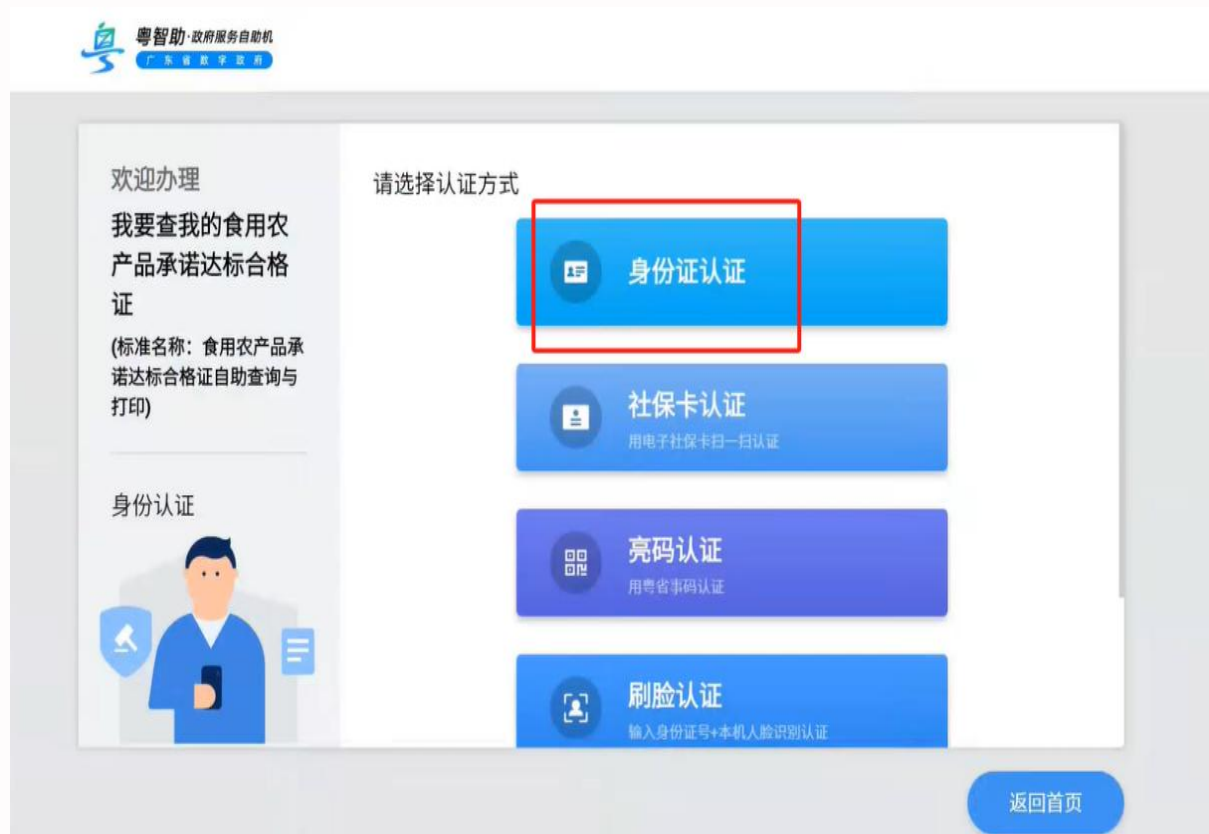 粤智助·政府服务自助机
广东省数字政府
欢迎办理
我要查我的食用农
产品承诺达标合格
证
(标准名称：食用农产品承
诺达标合格证自助查询与
打印)
身份认证
请选择认证方式
身份证认证
社保卡认证
用电子社保卡扫一扫认证
亮码认证
用粤省事码认证
刷脸认证
输入身份证号+本机人脸识别认证
返回首页